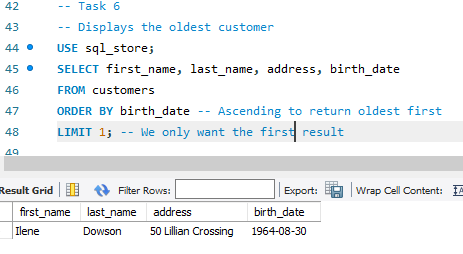 42 -- Task 6
43 -- Displays the oldest customer
44 USE sql_store;
45 SELECT first_name, last_name, address, birth_date
46 FROM customers
47 ORDER BY birth_date -- Ascending to return oldest first
48 LIMIT 1; -- We only want the first result
49
Result Grid Filter Rows: Export: Wrap Cell Content:
first_name last_name address birth_date
Ilene Dowson 50 Lillian Crossing 1964-08-30